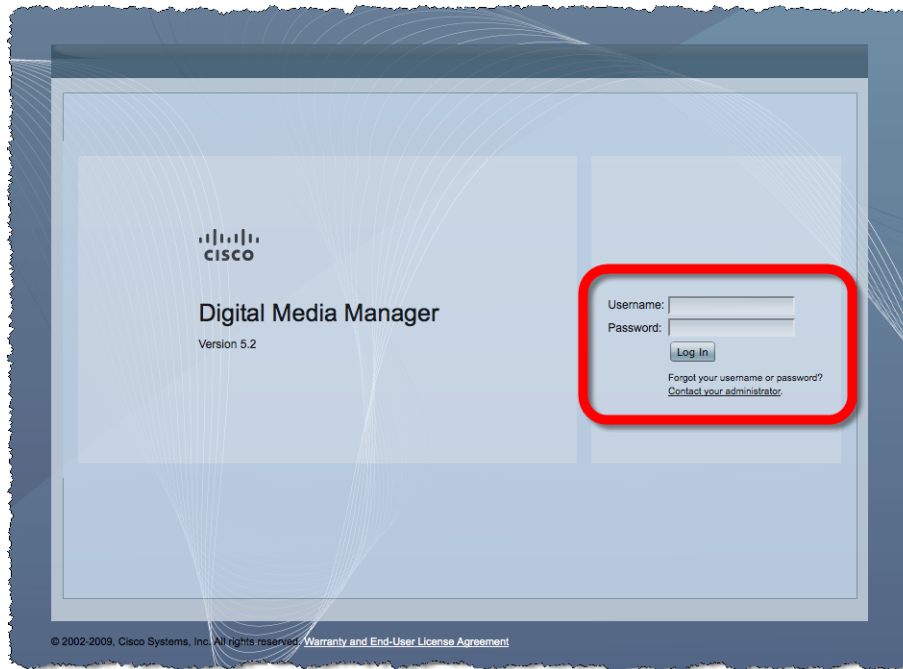 CISCO
Digital Media Manager
Version 5.2
Username:
Password:
Log In
Forgot your username or password?
Contact your administrator.
© 2002-2009, Cisco Systems, Inc. All rights reserved. Warranty and End-User License Agreement